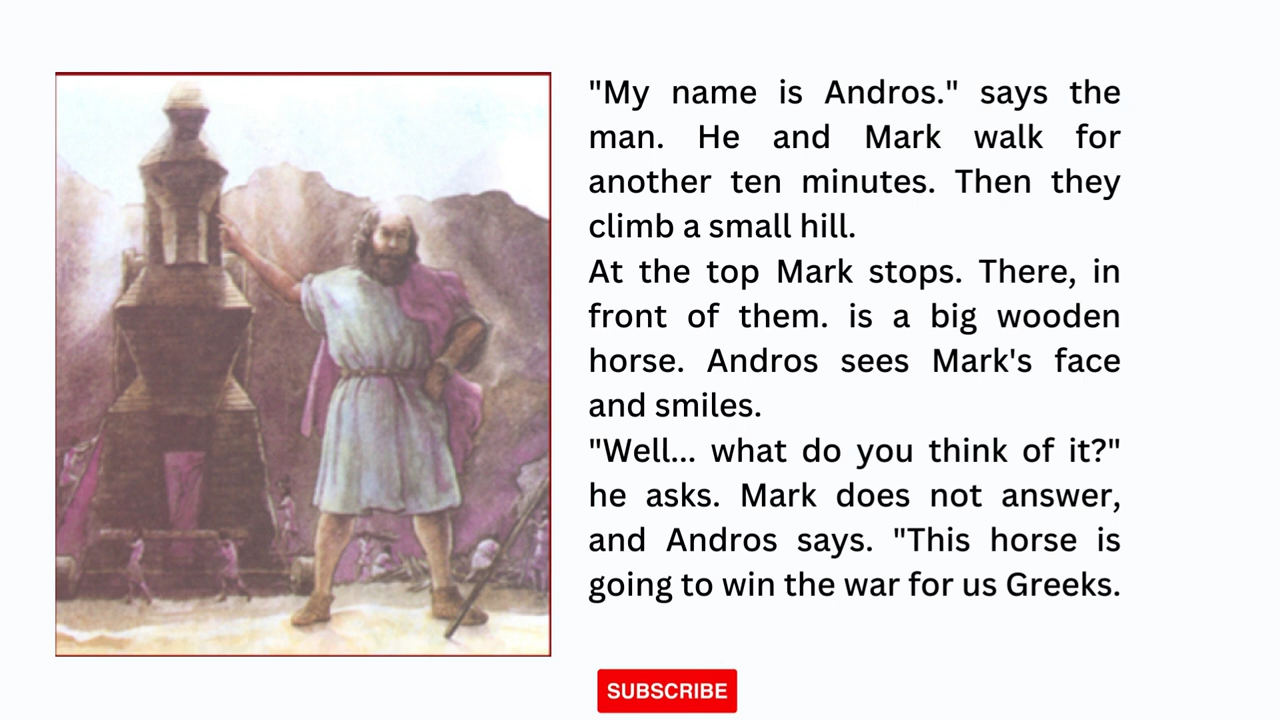 "My name is Andros." says the
man. He and Mark walk for
another ten minutes. Then they
climb a small hill.
At the top Mark stops. There, in
front of them. is a big wooden
horse. Andros sees Mark's face
and smiles.
"Well... what do you think of it?"
he asks. Mark does not answer,
and Andros says. "This horse is
going to win the war for us Greeks.
SUBSCRIBE